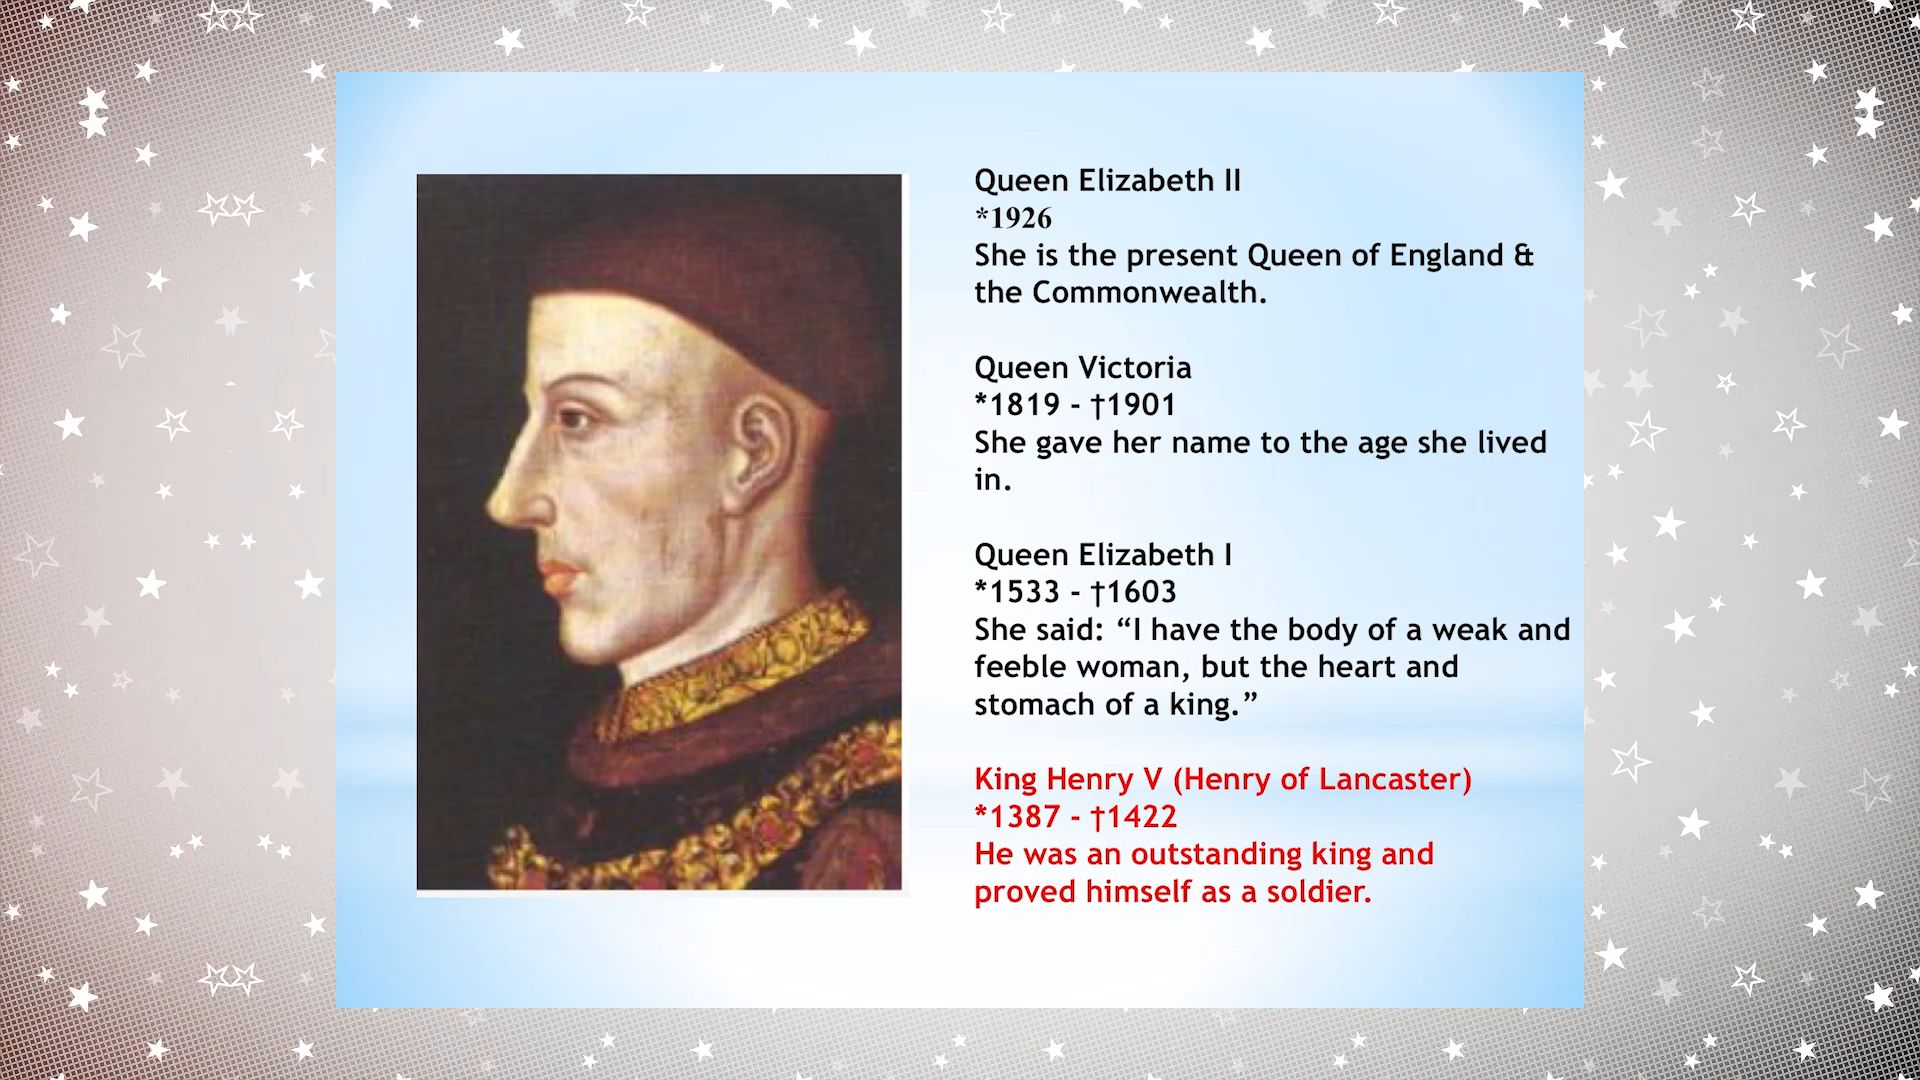 Queen Elizabeth II
*1926
She is the present Queen of England &
the Commonwealth.
Queen Victoria
*1819 - †1901
She gave her name to the age she lived
in.
Queen Elizabeth I
*1533 - †1603
She said: “I have the body of a weak and
feeble woman, but the heart and
stomach of a king.”
King Henry V (Henry of Lancaster)
*1387 - †1422
He was an outstanding king and
proved himself as a soldier.